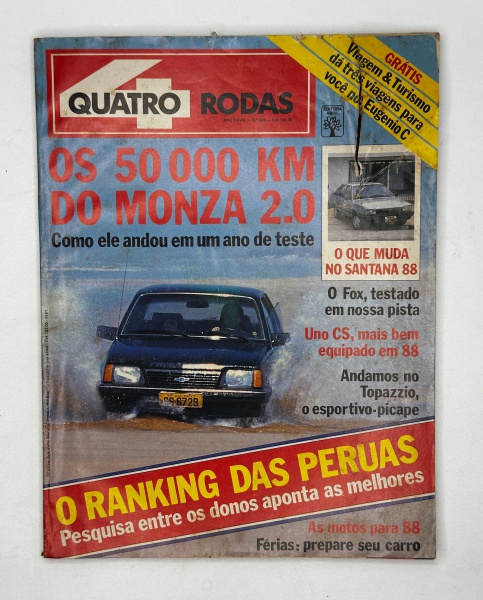 GRÁTIS
Viagem & Turismo
dá três viagens para
você no Eugenio C
4
QUATRO RODAS
OS 50 000 KM
DO MONZA 2.0
Como ele andou em um ano de teste
O QUE MUDA
NO SANTANA 88
O Fox, testado
em nossa pista
Uno CS, mais bem
equipado em 88
Andamos no
Topazzio,
o esportivo-picape
O RANKING DAS PERUAS
Pesquisa entre os donos aponta as melhores
As motos para 88
Férias: prepare seu carro